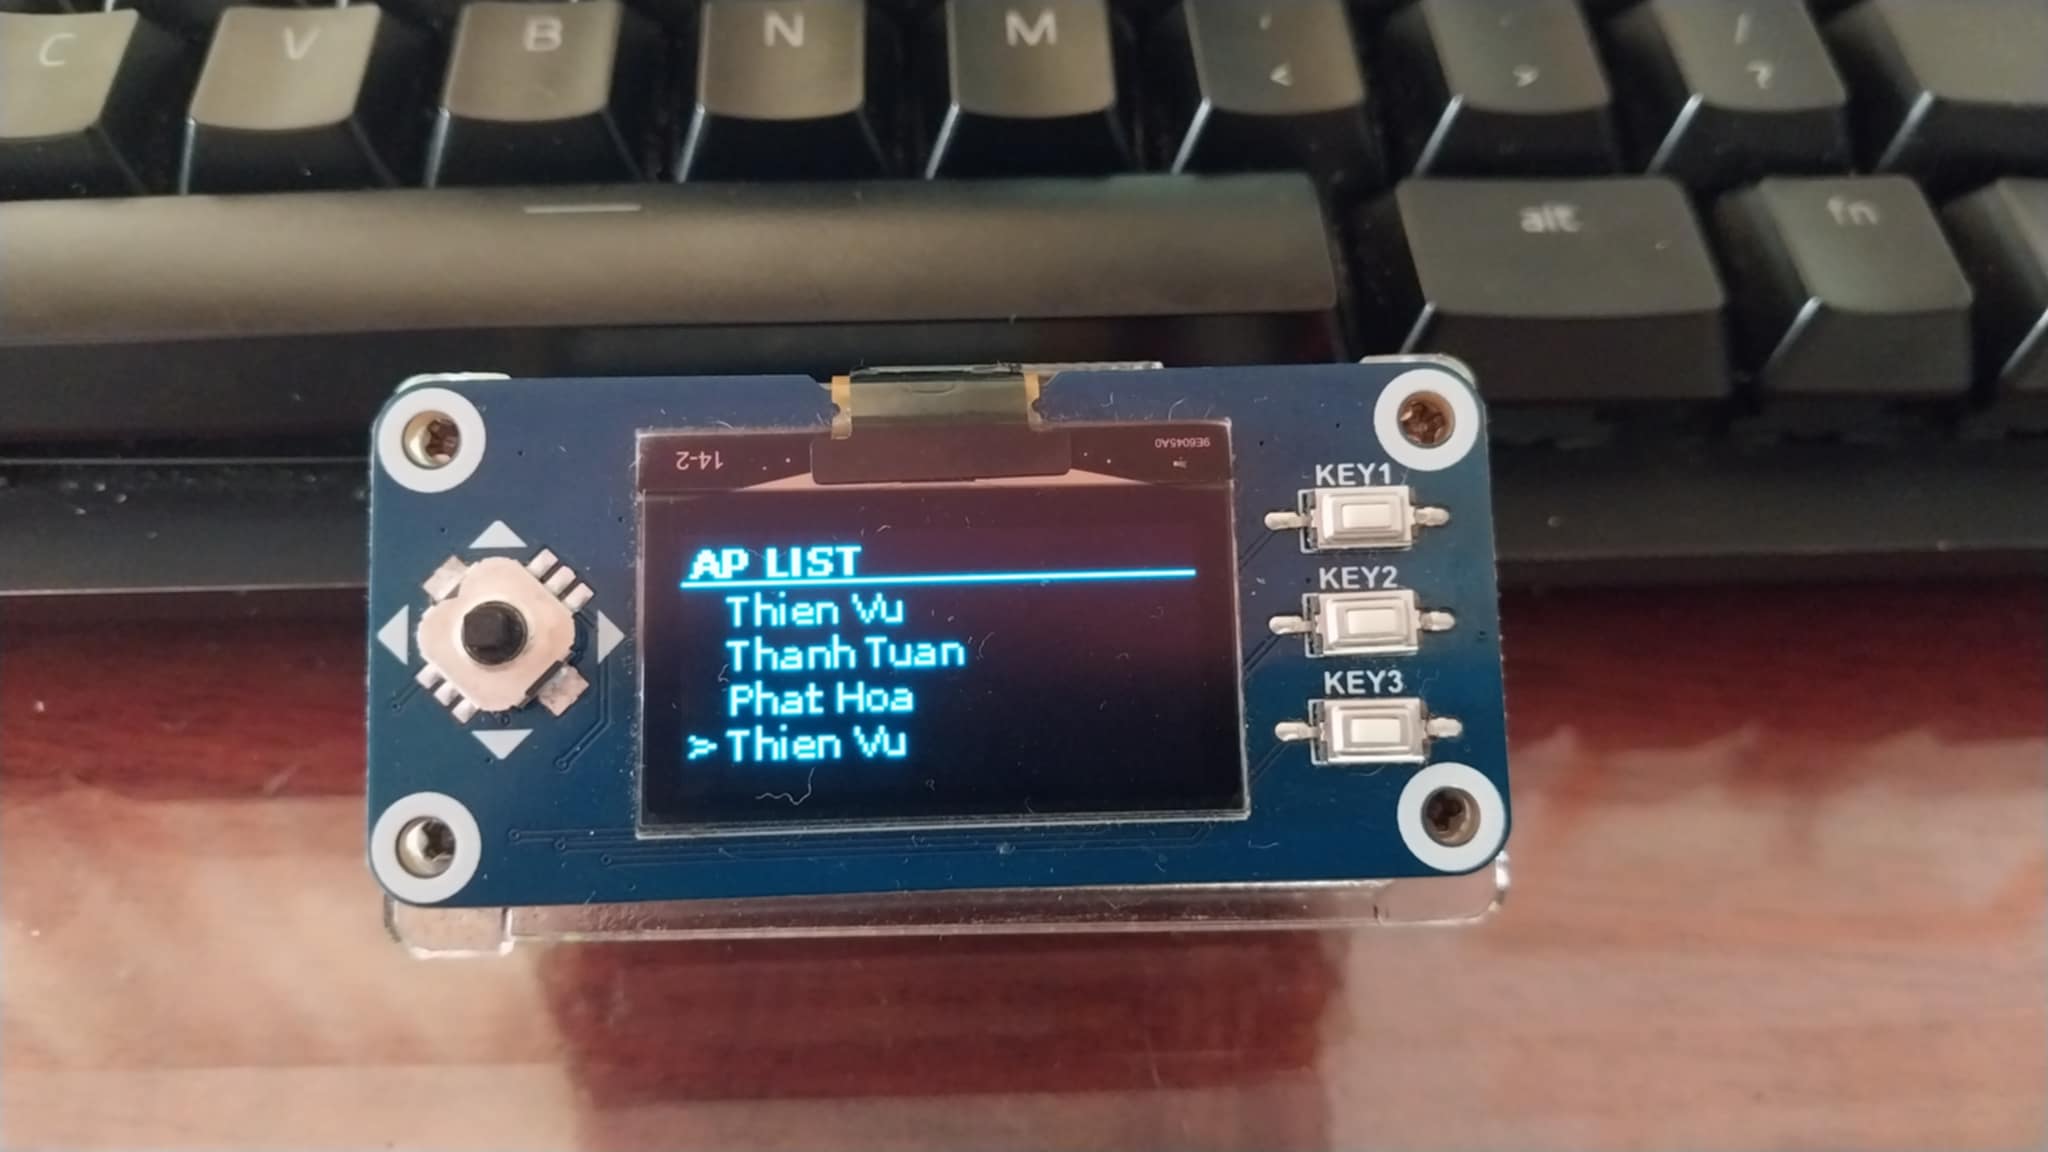 C V B N M < > / ?
alt fn
14-2 9E6045A0
KEY1
AP LIST
Thien Vu
KEY2
Thanh Tuan
Phat Hoa
KEY3
> Thien Vu